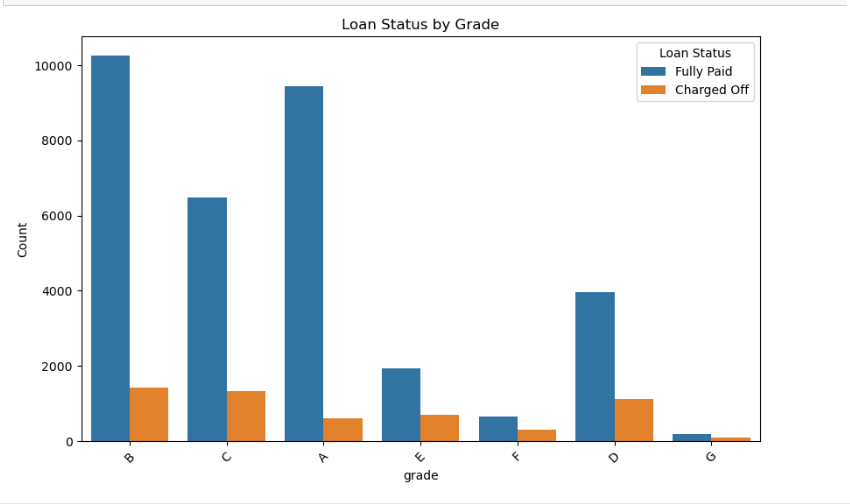 Loan Status by Grade
Loan Status
Fully Paid
Charged Off
Count
10000
8000
6000
4000
2000
0
B
C
A
E
F
D
G
grade